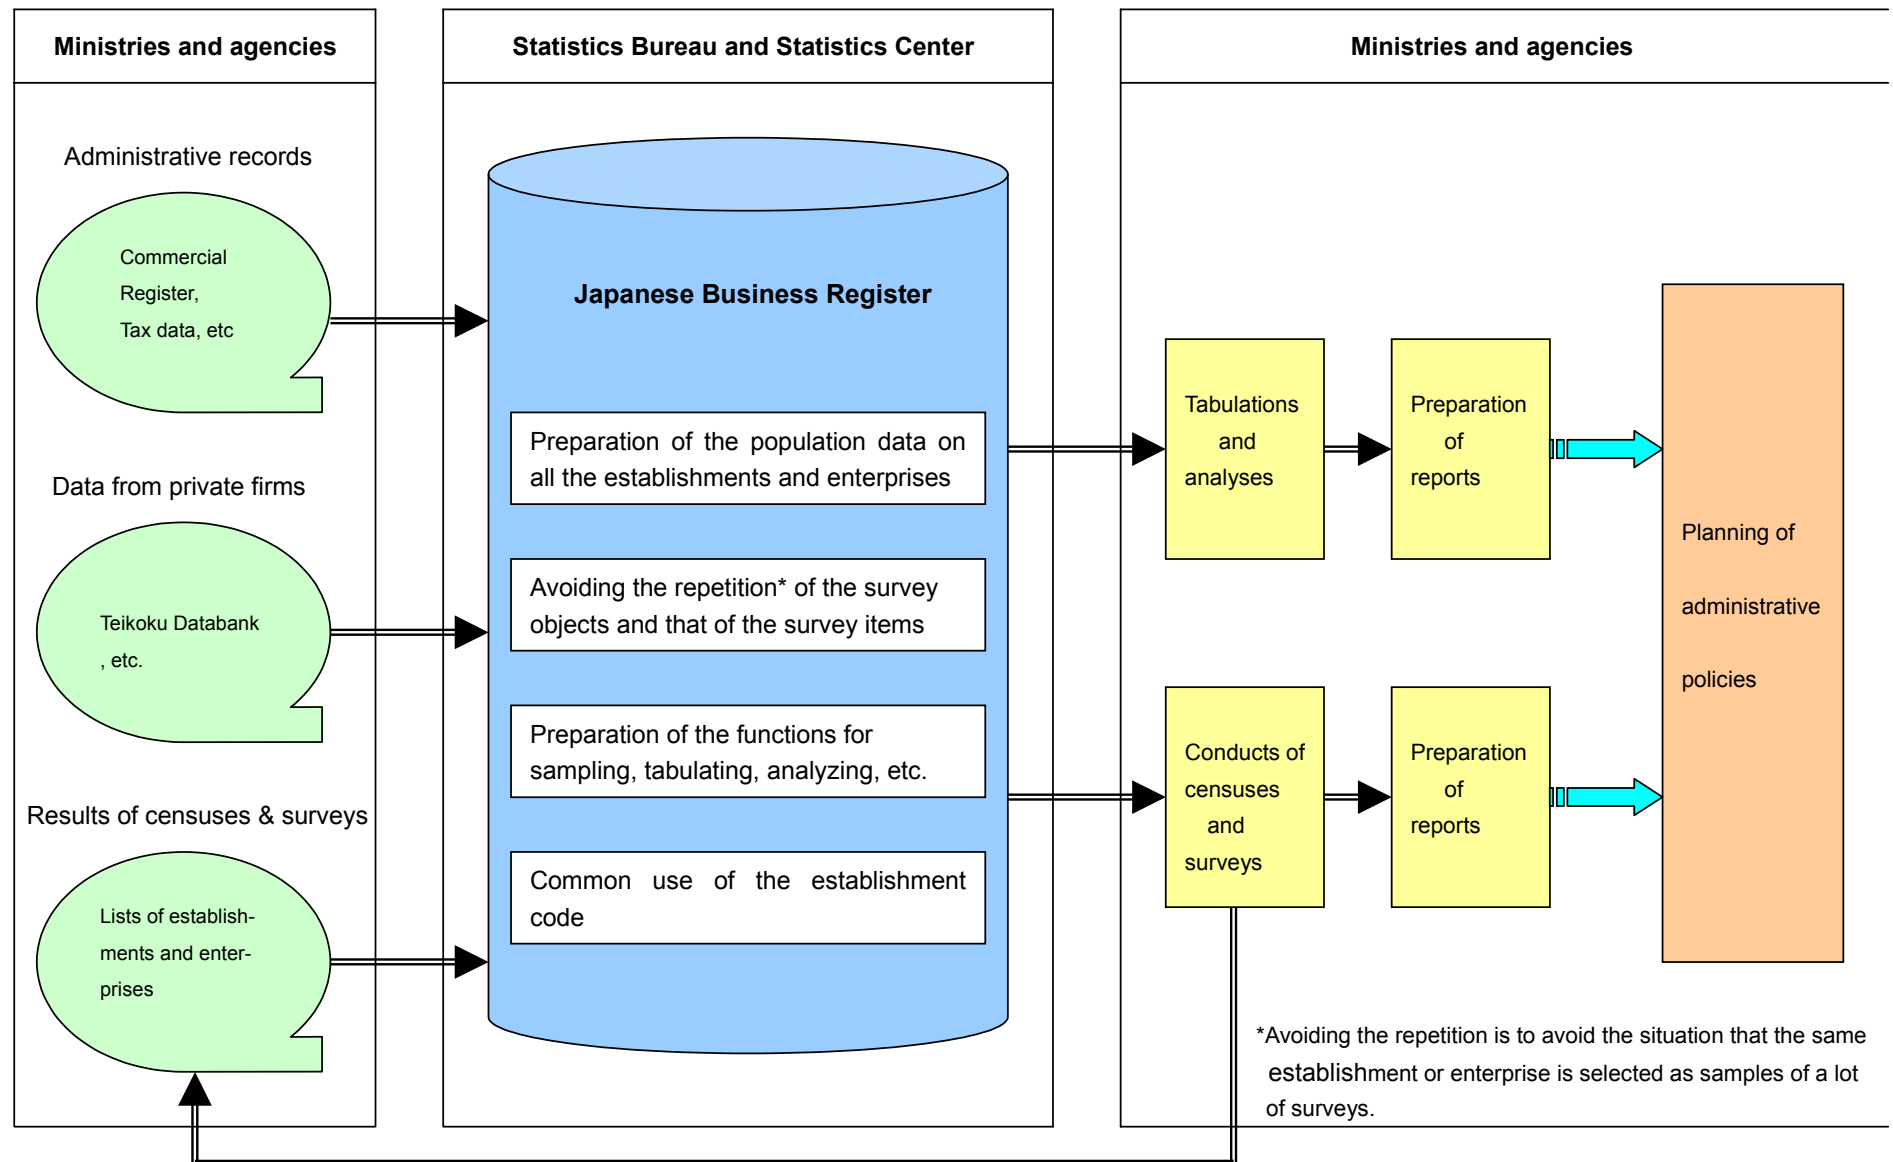 Ministries and agencies
Administrative records
Commercial
Register,
Tax data, etc
Data from private firms
Teikoku Databank
, etc.
Results of censuses & surveys
Lists of establish-
ments and enter-
prises
Statistics Bureau and Statistics Center
Japanese Business Register
Preparation of the population data on
all the establishments and enterprises
Avoiding the repetition* of the survey
objects and that of the survey items
Preparation of the functions for
sampling, tabulating, analyzing, etc.
Common use of the establishment
code
Ministries and agencies
Tabulations
and
analyses
Preparation
of
reports
Conducts of
censuses
and
surveys
Preparation
of
reports
Planning of
administrative
policies
*Avoiding the repetition is to avoid the situation that the same
establishment or enterprise is selected as samples of a lot
of surveys.